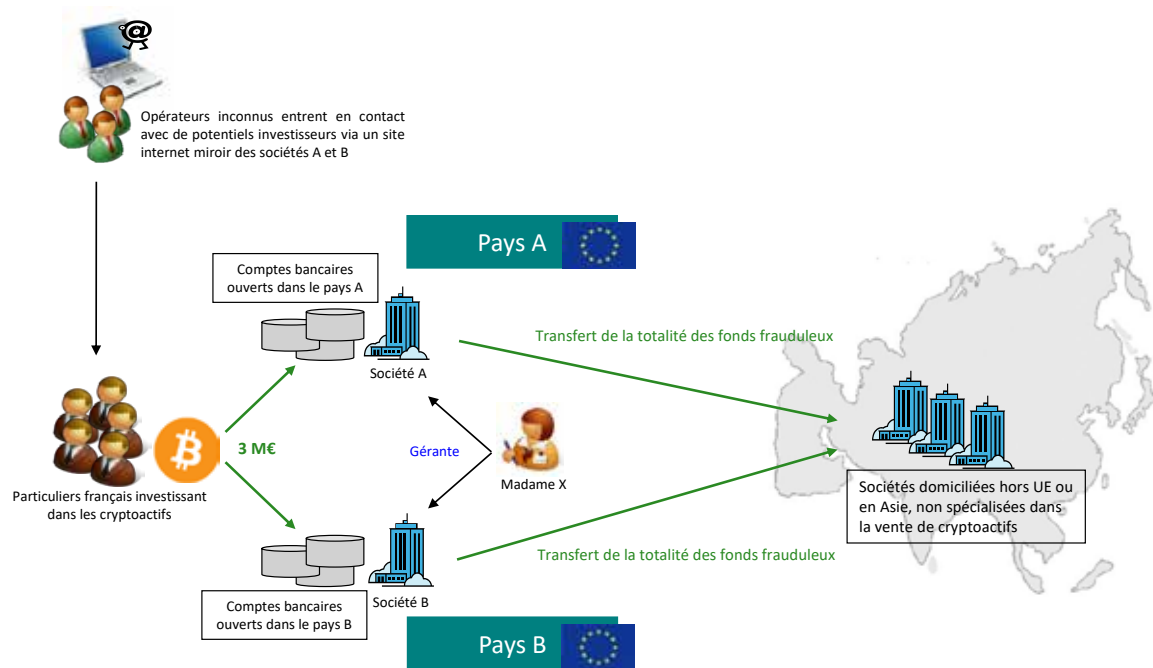 @
Opérateurs inconnus entrent en contact
avec de potentiels investisseurs via un site
internet miroir des sociétés A et B
Pays A
Comptes bancaires
ouverts dans le pays A
Transfert de la totalité des fonds frauduleux
Société A
3 M€
Gérante
Madame X
Particuliers français investissant
dans les cryptoactifs
Sociétés domiciliées hors UE ou
en Asie, non spécialisées dans
la vente de cryptoactifs
Transfert de la totalité des fonds frauduleux
Comptes bancaires
ouverts dans le pays B
Société B
Pays B